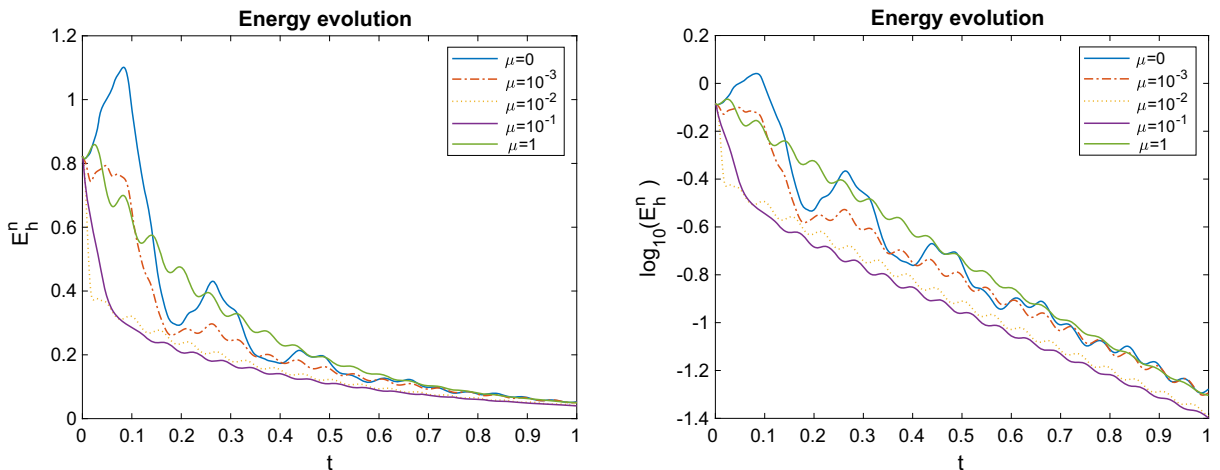 Energy evolution
1.2
1
0.8
0.6
0.4
0.2
0
E_h^n
0 0.1 0.2 0.3 0.4 0.5 0.6 0.7 0.8 0.9 1
t
μ=0
μ=10^-3
μ=10^-2
μ=10^-1
μ=1
Energy evolution
0.2
0
-0.2
-0.4
-0.6
-0.8
-1
-1.2
-1.4
log_10(E_h^n)
0 0.1 0.2 0.3 0.4 0.5 0.6 0.7 0.8 0.9 1
t
μ=0
μ=10^-3
μ=10^-2
μ=10^-1
μ=1